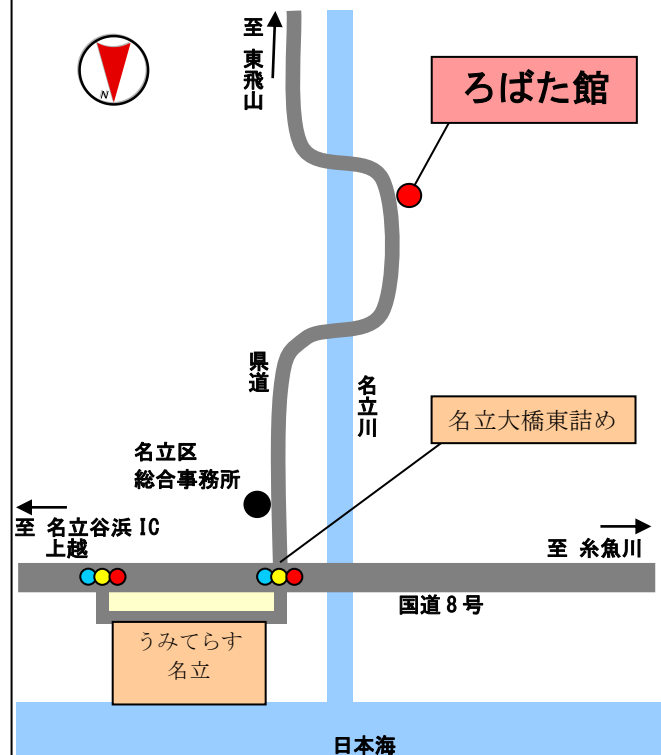 至 東飛山
N
ろばた館
県道
名立川
名立大橋東詰め
名立区
総合事務所
至 名立谷浜 IC
上越
至 糸魚川
国道８号
うみてらす
名立
日本海